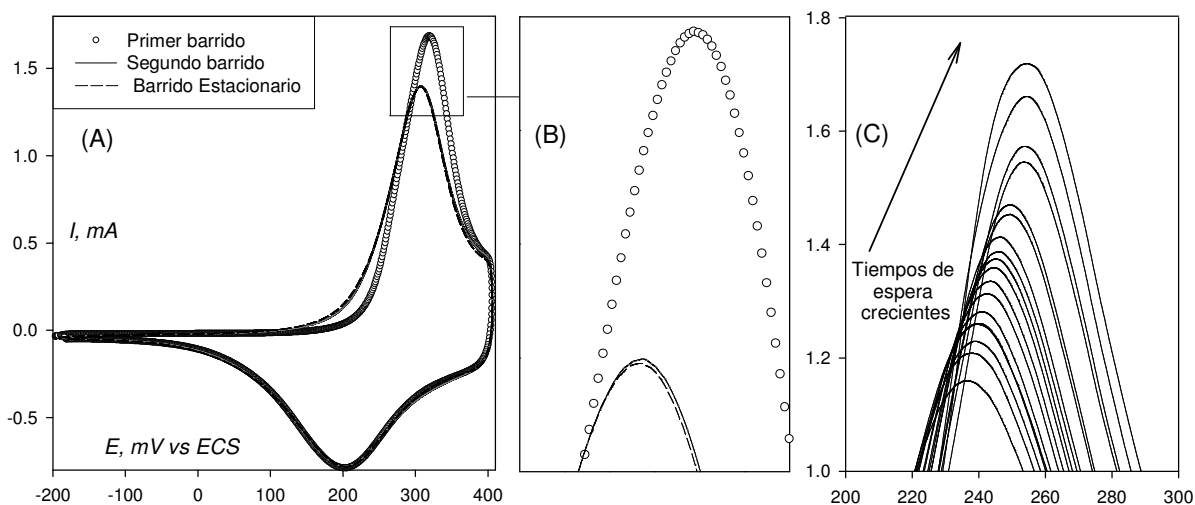 Primer barrido
Segundo barrido
Barrido Estacionario
(A)
I, mA
E, mV vs ECS
1.5
1.0
0.5
0.0
-0.5
-200 -100 0 100 200 300 400
(B)
(C)
Tiempos de
espera
crecientes
1.8
1.6
1.4
1.2
1.0
200 220 240 260 280 300